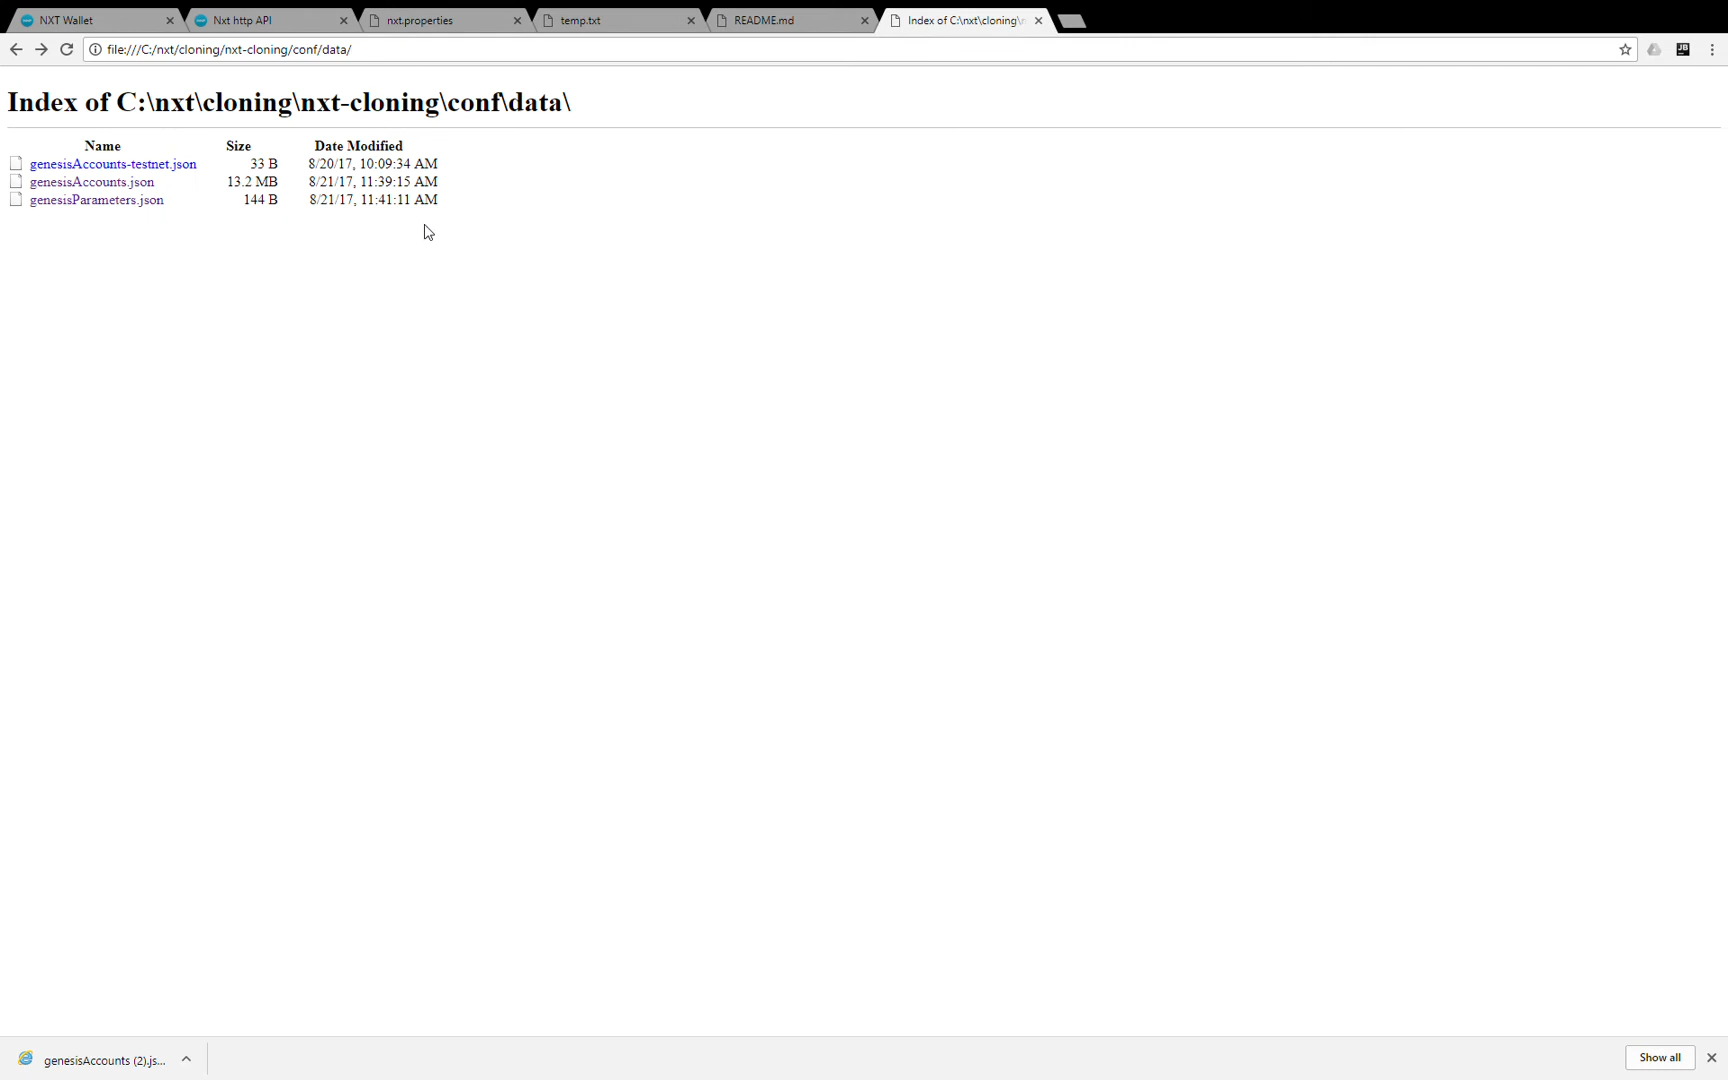 NXT Wallet
Nxt http API
nxt.properties
temp.txt
README.md
Index of C:\nxt\cloning\n
file:///C:/nxt/cloning/nxt-cloning/conf/data/
JB
Index of C:\nxt\cloning\nxt-cloning\conf\data\
Name Size Date Modified
genesisAccounts-testnet.json 33 B 8/20/17, 10:09:34 AM
genesisAccounts.json 13.2 MB 8/21/17, 11:39:15 AM
genesisParameters.json 144 B 8/21/17, 11:41:11 AM
genesisAccounts (2).js...
Show all